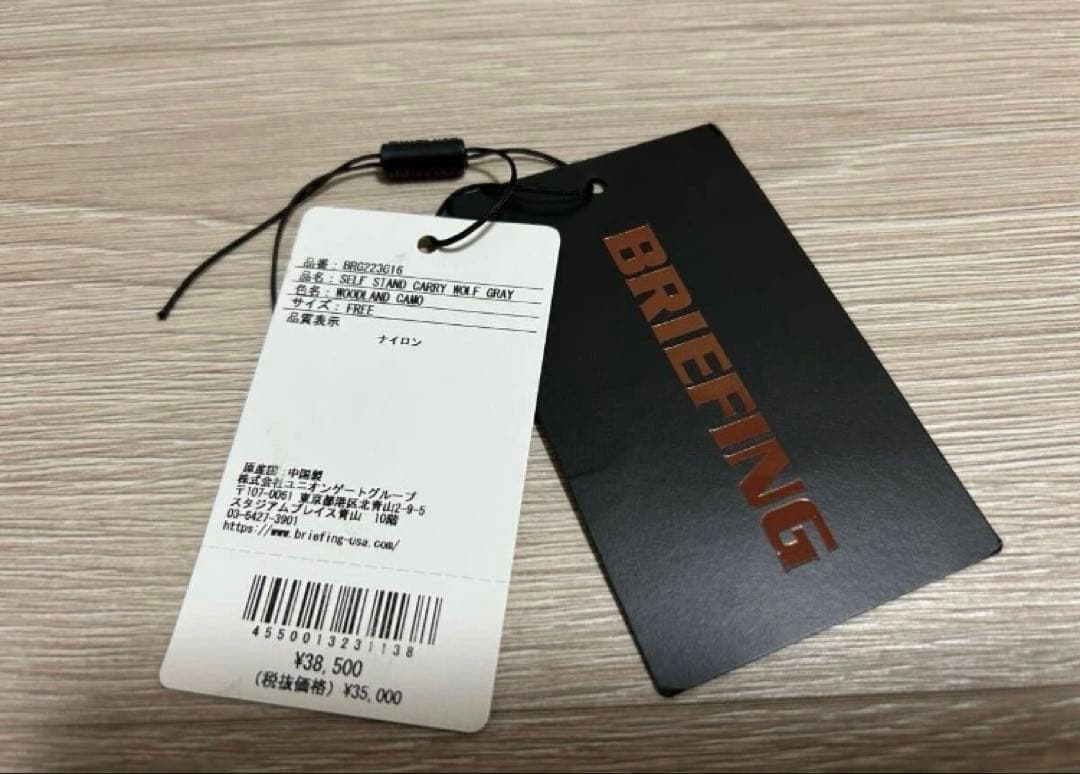 品番: BRG223G16
品名: SELF STAND CARRY WOLF GRAY
色名: WOODLAND CAMO
サイズ: FREE
品質表示
ナイロン
原産国:中国製
株式会社ユニオンゲートグループ
〒107-0061 東京都港区北青山2-9-5
スタジアムプレイス青山 10階
03-6427-3901
https://www.briefing-usa.com/
4550013231138
¥38,500
(税抜価格) ¥35,000
BRIEFING